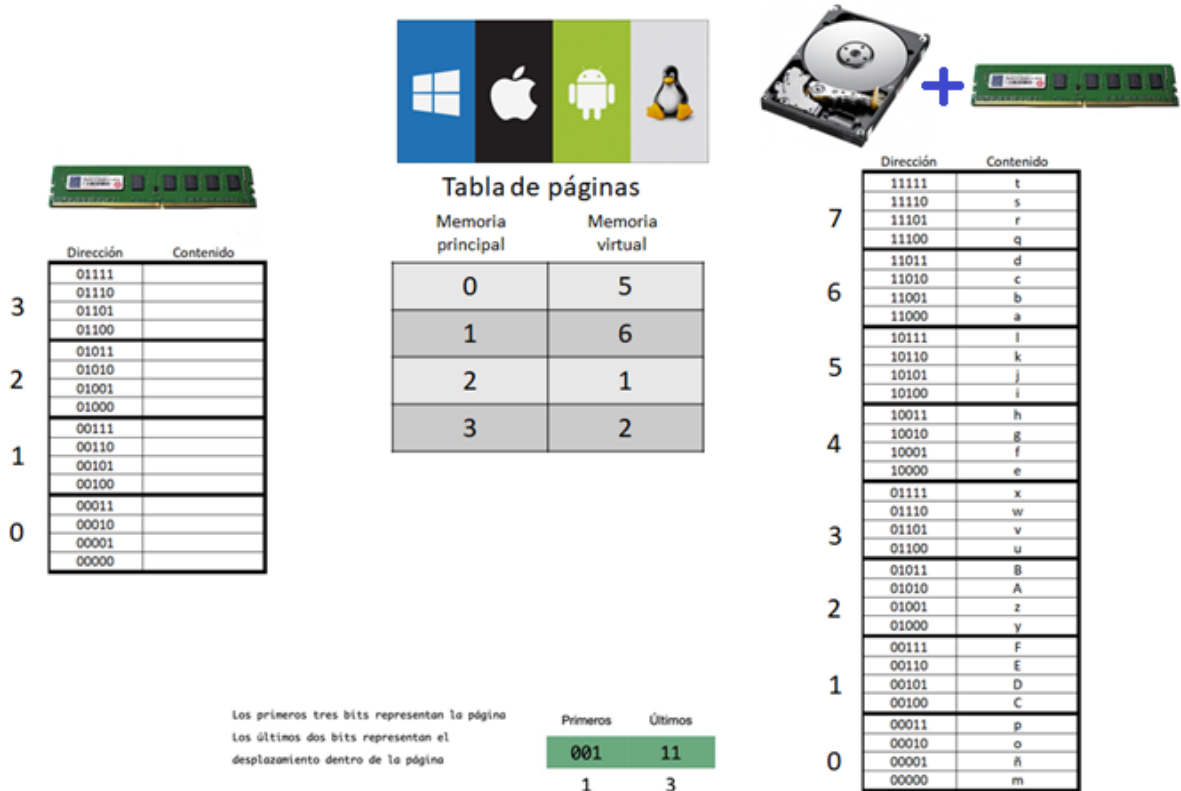 Tabla de páginas
Memoria principal
Memoria virtual
0 5
1 6
2 1
3 2
Dirección Contenido
3
01111
01110
01101
01100
2
01011
01010
01001
01000
1
00111
00110
00101
00100
0
00011
00010
00001
00000
Dirección Contenido
7
11111 t
11110 s
11101 r
11100 q
6
11011 d
11010 c
11001 b
11000 a
5
10111 l
10110 k
10101 j
10100 i
4
10011 h
10010 g
10001 f
10000 e
3
01111 x
01110 w
01101 v
01100 u
2
01011 B
01010 A
01001 z
01000 y
1
00111 F
00110 E
00101 D
00100 C
0
00011 p
00010 o
00001 ñ
00000 m
Los primeros tres bits representan la página
Los últimos dos bits representan el
desplazamiento dentro de la página
Primeros Últimos
001 11
1 3